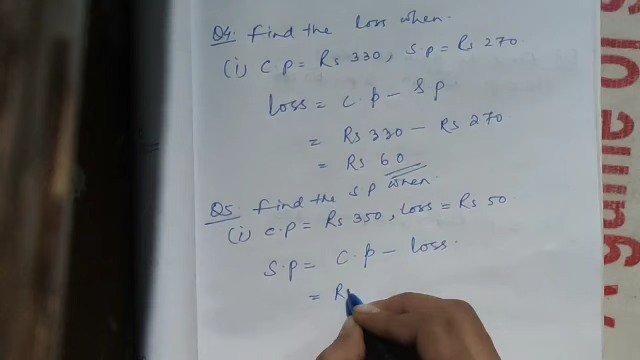 Q4. Find the loss when.
(i) C.p = Rs 330, S.p = Rs 270
loss = C.p - S p
= Rs 330 - Rs 270
= Rs 60
Q5. Find the SP when.
(i) C.p = Rs 350, loss = Rs 50
S.p = C.p - loss.
= R